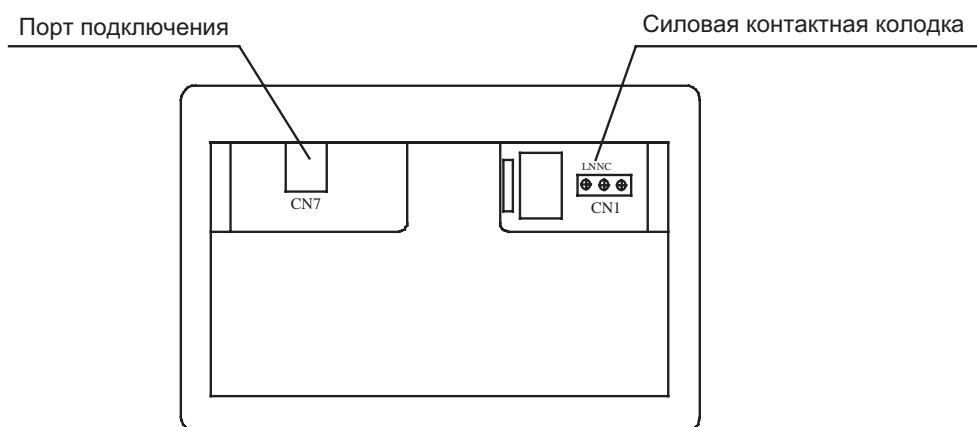 Порт подключения
Силовая контактная колодка
LNNC
CN7
CN1